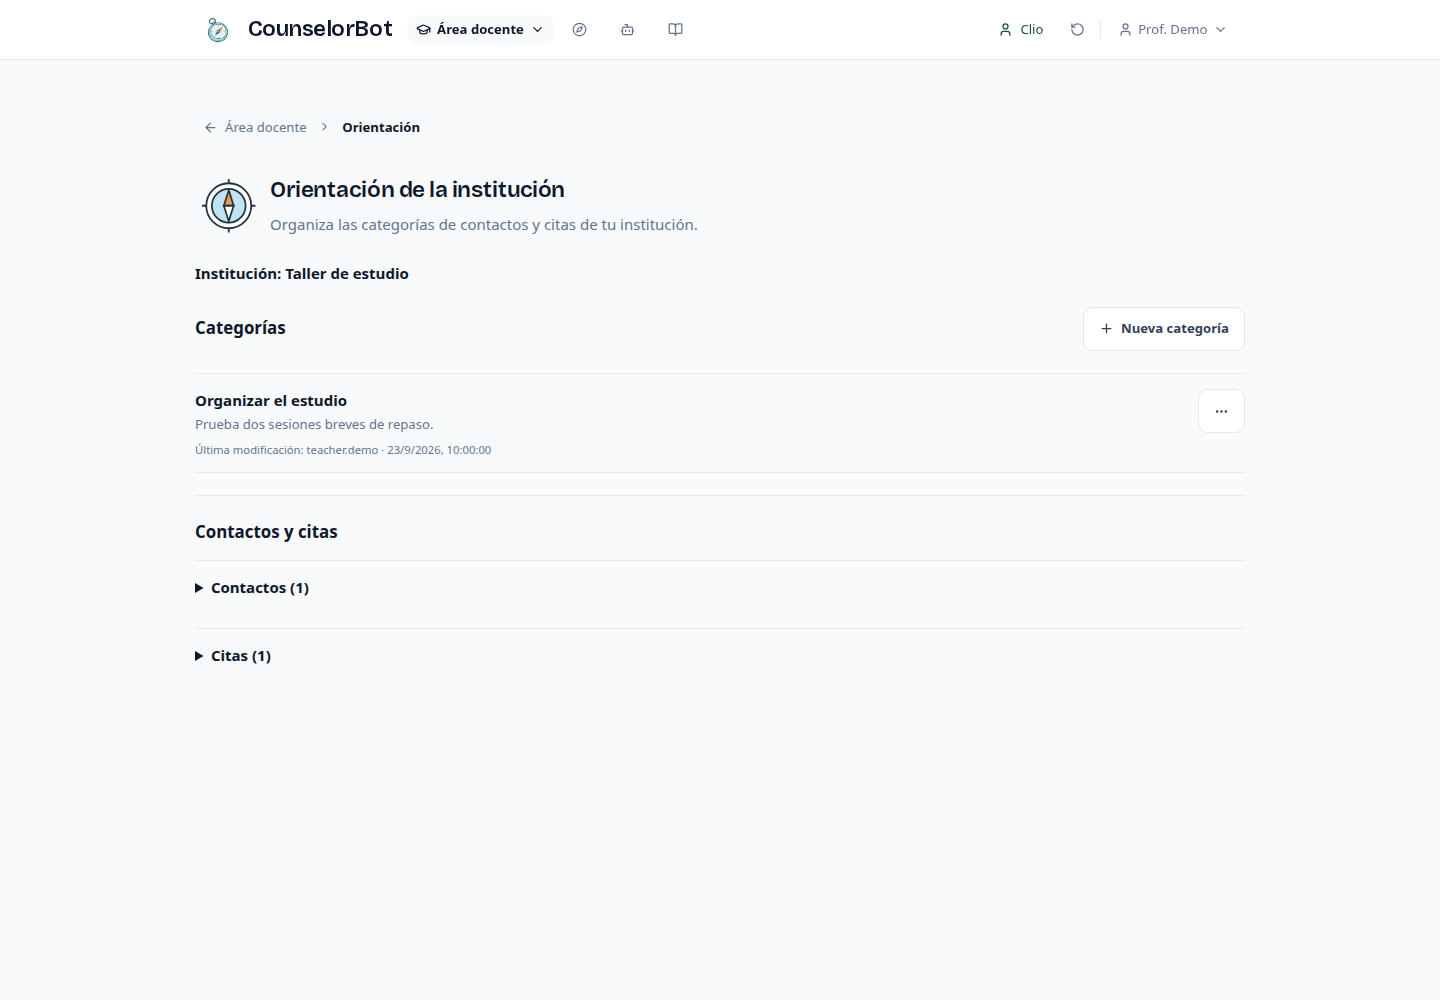 CounselorBot
Área docente
Clio
Prof. Demo
Área docente
Orientación
Orientación de la institución
Organiza las categorías de contactos y citas de tu institución.
Institución: Taller de estudio
Categorías
Nueva categoría
Organizar el estudio
Prueba dos sesiones breves de repaso.
Última modificación: teacher.demo · 23/9/2026, 10:00:00
Contactos y citas
Contactos (1)
Citas (1)